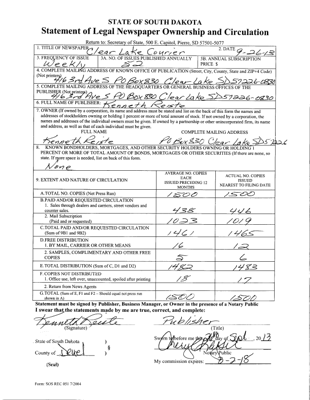 STATE OF SOUTH DAKOTA
Statement of Legal Newspaper Ownership and Circulation
Return to: Secretary of State, 500 E. Capitol, Pierre, SD 57501-5077
1. TITLE OF NEWSPAPER Clear Lake Courier 2. DATE 9-26-13
3. FREQUENCY OF ISSUE Weekly 3A. NO. OF ISSUES PUBLISHED ANNUALLY 52 3B. ANNUAL SUBSCRIPTION PRICE $
4. COMPLETE MAILING ADDRESS OF KNOWN OFFICE OF PUBLICATION (Street, City, County, State and ZIP+4 Code)
(Not printers) 416 3rd Ave S PO Box 830 Clear Lake SD 57226-0830
5. COMPLETE MAILING ADDRESS OF THE HEADQUARTERS OR GENERAL BUSINESS OFFICES OF THE
PUBLISHER (Not printers) 416 3rd Ave S PO Box 830 Clear Lake SD 57226-0830
6. FULL NAME OF PUBLISHER: Kenneth Reiste
7. OWNER (If owned by a corporation, its name and address must be stated and list on the back of this form the names and
addresses of stockholders owning or holding 1 percent or more of total amount of stock. If not owned by a corporation, the
names and addresses of the individual owners must be given. If owned by a partnership or other unincorporated firm, its name
and address, as well as that of each individual must be given.
FULL NAME COMPLETE MAILING ADDRESS
Kenneth Reiste PO Box 830 Clear Lake SD 57226
8. KNOWN BONDHOLDERS, MORTGAGES, AND OTHER SECURITY HOLDERS OWNING OR HOLDING 1
PERCENT OR MORE OF TOTAL AMOUNT OF BONDS, MORTGAGES OR OTHER SECURITIES (If there are none, so
state. If more space is needed, list on back of this form.
None
9. EXTENT AND NATURE OF CIRCULATION AVERAGE NO. COPIES EACH ISSUED PRECEDING 12 MONTHS ACTUAL NO. COPIES ISSUED NEAREST TO FILING DATE
A. TOTAL NO. COPIES (Net Press Run) 1500 1500
B. PAID AND/OR REQUESTED CIRCULATION
1. Sales through dealers and carriers, street vendors and
counter sales 438 446
2. Mail Subscription
(Paid and/or requested) 1023 1019
C. TOTAL PAID AND/OR REQUESTED CIRCULATION
(Sum of 9B1 and 9B2) 1461 1465
D. FREE DISTRIBUTION
1. BY MAIL, CARRIER OR OTHER MEANS 16 12
2. SAMPLES, COMPLIMENTARY AND OTHER FREE
COPIES 5 6
E. TOTAL DISTRIBUTION (Sum of C, D1 and D2) 1482 1483
F. COPIES NOT DISTRIBUTED
1. Office use, left over, unaccounted, spoiled after printing 18 17
2. Return from News Agents
G. TOTAL (Sum of E, F1 and F2 - Should equal net press run
shown in A) 1500 1500
Statement must be signed by Publisher, Business Manager, or Owner in the presence of a Notary Public
I swear that the statements made by me are true, correct, and complete:
Kenneth Reiste Publisher
(Signature) (Title)
State of South Dakota )
§
County of Deuel )
Sworn to before me this day of Sept, 20 13
Notary Public
(Seal)
My commission expires: 3-2-18
Form: SOS REC 051 7/2004